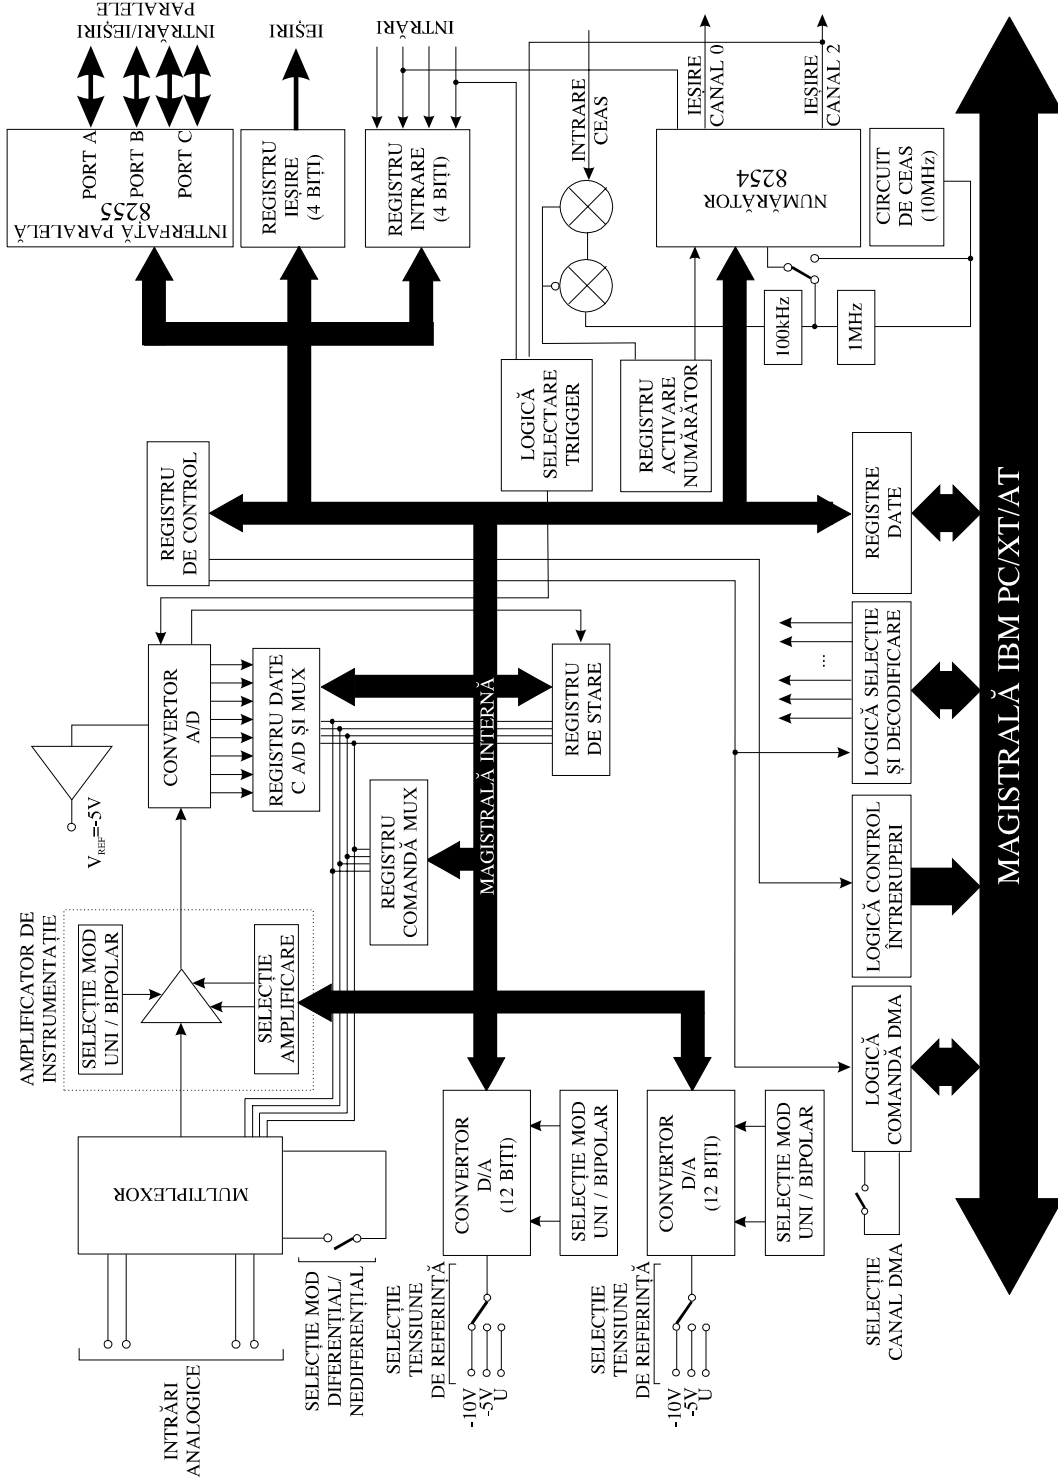 INTRĂRI
ANALOGICE
MULTIPLEXOR
SELECȚIE MOD
DIFERENȚIAL/
NEDIFERENȚIAL
AMPLIFICATOR DE
INSTRUMENTAȚIE
SELECȚIE MOD
UNI / BIPOLAR
SELECȚIE
AMPLIFICARE
V_REF=-5V
CONVERTOR
A/D
REGISTRU DATE
C A/D ȘI MUX
REGISTRU
COMANDĂ MUX
REGISTRU
DE CONTROL
REGISTRU
DE STARE
MAGISTRALĂ INTERNĂ
INTRĂRI/IEȘIRI
PARALELE
PORT A
PORT B
PORT C
INTERFAȚĂ PARALELĂ
8255
IEȘIRI
REGISTRU
IEȘIRE
(4 BIȚI)
INTRĂRI
REGISTRU
INTRARE
(4 BIȚI)
LOGICĂ
SELECTARE
TRIGGER
INTRARE
CEAS
REGISTRU
ACTIVARE
NUMĂRĂTOR
IEȘIRE
CANAL 0
IEȘIRE
CANAL 2
NUMĂRĂTOR
8254
CIRCUIT
DE CEAS
(10MHz)
100kHz
1MHz
SELECȚIE
TENSIUNE
DE REFERINȚĂ
-10V
-5V
U
CONVERTOR
D/A
(12 BIȚI)
SELECȚIE MOD
UNI / BIPOLAR
SELECȚIE
TENSIUNE
DE REFERINȚĂ
-10V
-5V
U
CONVERTOR
D/A
(12 BIȚI)
SELECȚIE MOD
UNI / BIPOLAR
SELECȚIE
CANAL DMA
LOGICĂ
COMANDĂ DMA
LOGICĂ CONTROL
ÎNTRERUPERI
LOGICĂ SELECȚIE
ȘI DECODIFICARE
...
REGISTRE
DATE
MAGISTRALĂ IBM PC/XT/AT